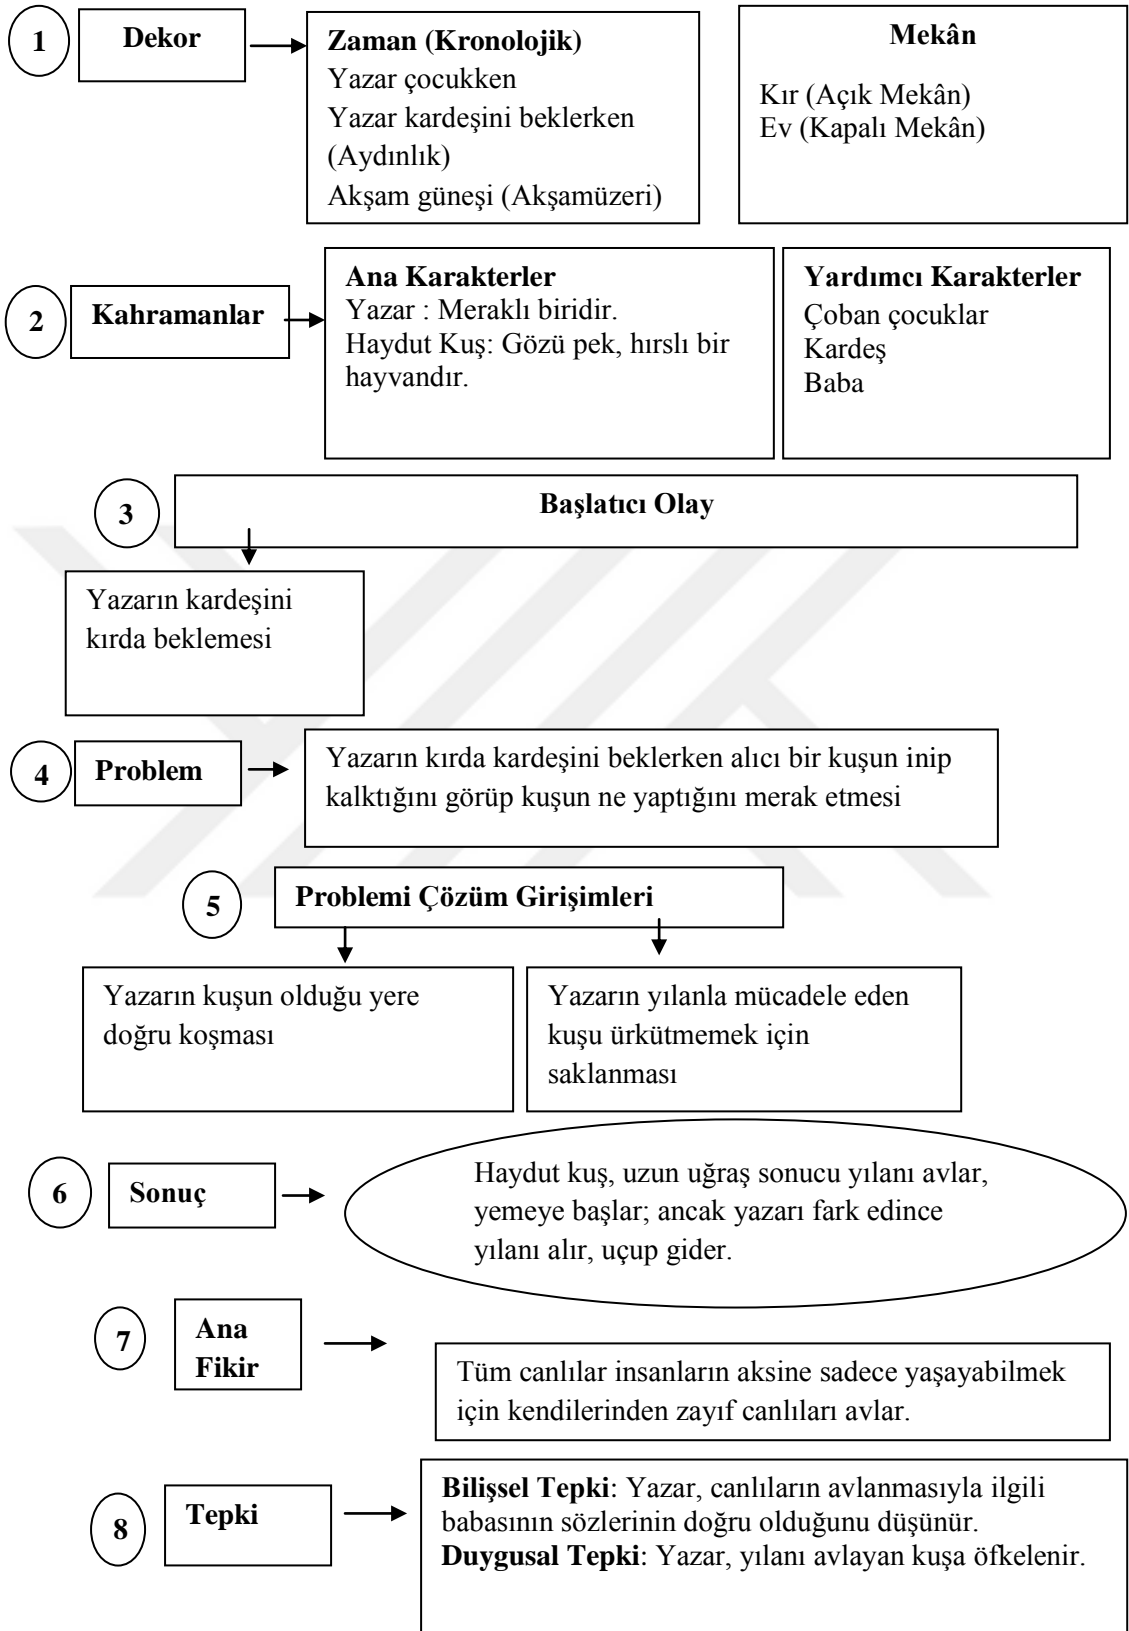 1
Dekor
Zaman (Kronolojik)
Yazar çocukken
Yazar kardeşini beklerken
(Aydınlık)
Akşam güneşi (Akşamüzeri)
Mekân
Kır (Açık Mekân)
Ev (Kapalı Mekân)
2
Kahramanlar
Ana Karakterler
Yazar : Meraklı biridir.
Haydut Kuş: Gözü pek, hırslı bir
hayvandır.
Yardımcı Karakterler
Çoban çocuklar
Kardeş
Baba
3
Başlatıcı Olay
Yazarın kardeşini
kırda beklemesi
4
Problem
Yazarın kırda kardeşini beklerken alıcı bir kuşun inip
kalktığını görüp kuşun ne yaptığını merak etmesi
5
Problemi Çözüm Girişimleri
Yazarın kuşun olduğu yere
doğru koşması
Yazarın yılanla mücadele eden
kuşu ürkütmemek için
saklanması
6
Sonuç
Haydut kuş, uzun uğraş sonucu yılanı avlar,
yemeye başlar; ancak yazarı fark edince
yılanı alır, uçup gider.
7
Ana
Fikir
Tüm canlılar insanların aksine sadece yaşayabilmek
için kendilerinden zayıf canlıları avlar.
8
Tepki
Bilişsel Tepki: Yazar, canlıların avlanmasıyla ilgili
babasının sözlerinin doğru olduğunu düşünür.
Duygusal Tepki: Yazar, yılanı avlayan kuşa öfkelenir.